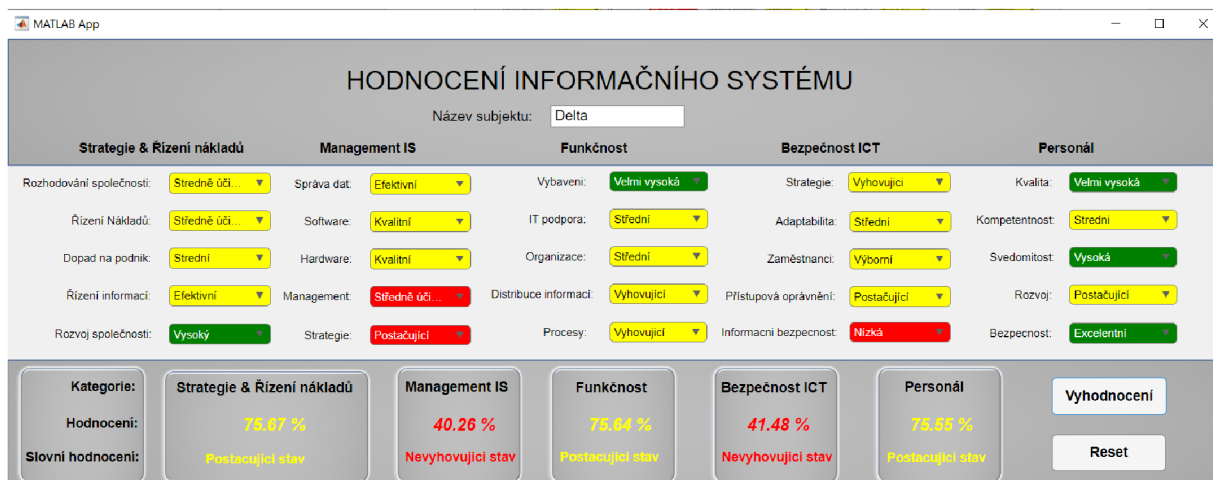 MATLAB App
HODNOCENÍ INFORMAČNÍHO SYSTÉMU
Název subjektu: Delta
Strategie & Řízení nákladů Management IS Funkčnost Bezpečnost ICT Personál
Rozhodování společnosti: Stredně úči... Správa dat: Efektivní Vybaveni: Velmi vysoká Strategie: Vyhovujici Kvalita: Velmi vysoká
Řízení Nákladů: Středně úči... Software: Kvalitní IT podpora: Střední Adaptabilita: Střední Kompetentnost: Stredni
Dopad na podnik: Strední Hardware: Kvalitní Organizace: Střední Zaměstnanci: Výborní Svedomitost: Vysoká
Řízení informací: Efektivní Management: Středně úči... Distribuce informací: Vyhovující Přístupová oprávnění: Postačující Rozvoj: Postačující
Rozvoj společnosti: Vysoký Strategie: Postačující Procesy: Vyhovující Informacni bezpecnost: Nízká Bezpecnost: Excelentní
Kategorie: Strategie & Řízení nákladů Management IS Funkčnost Bezpečnost ICT Personál Vyhodnocení
Hodnocení: 75.67 % 40.26 % 75.64 % 41.48 % 75.55 %
Slovní hodnocení: Postacujici stav Nevyhovujici stav Postacujici stav Nevyhovujici stav Postacujici stav Reset